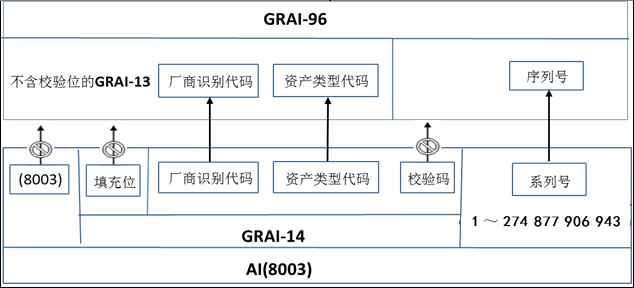 GRAI-96
不含校验位的GRAI-13
厂商识别代码
资产类型代码
序列号
(8003)
填充位
厂商识别代码
资产类型代码
校验码
系列号
1～274 877 906 943
GRAI-14
AI(8003)